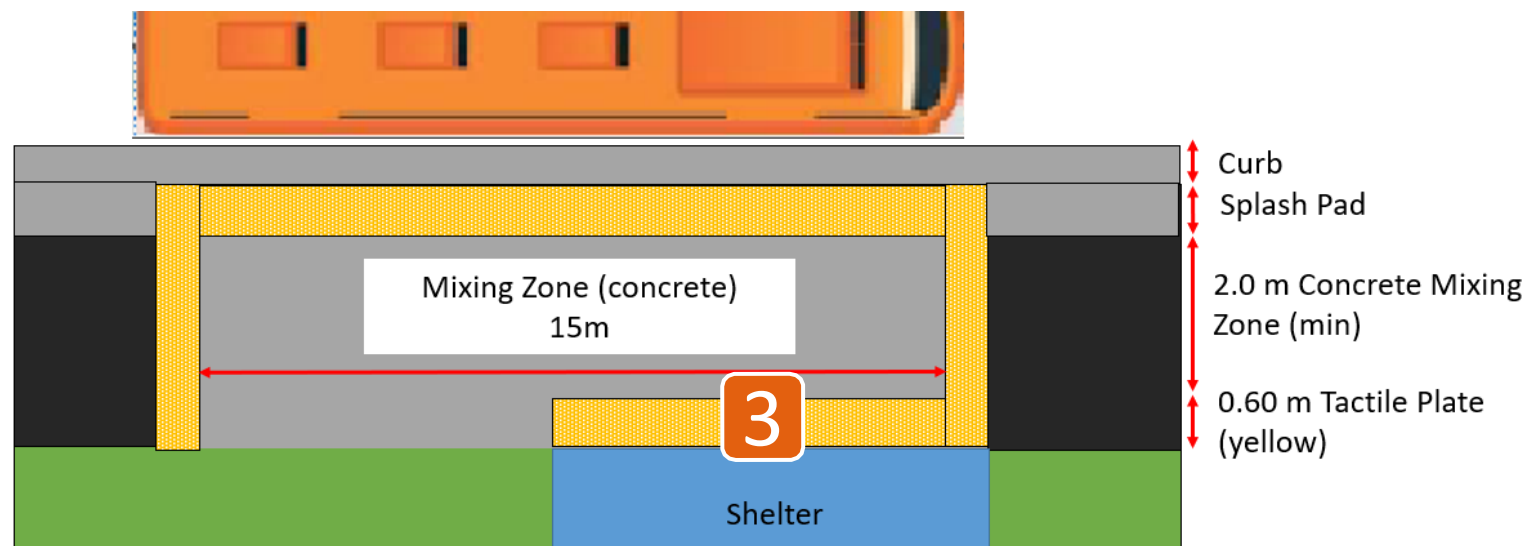 Curb
Splash Pad
Mixing Zone (concrete)
15m
2.0 m Concrete Mixing
Zone (min)
3
0.60 m Tactile Plate
(yellow)
Shelter